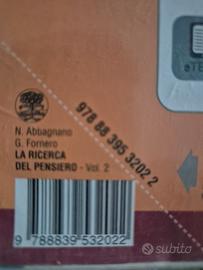 N. Abbagnano
G. Fornero
LA RICERCA
DEL PENSIERO - Vol. 2
978 88 395 3202 2
9 788839 532022
subito